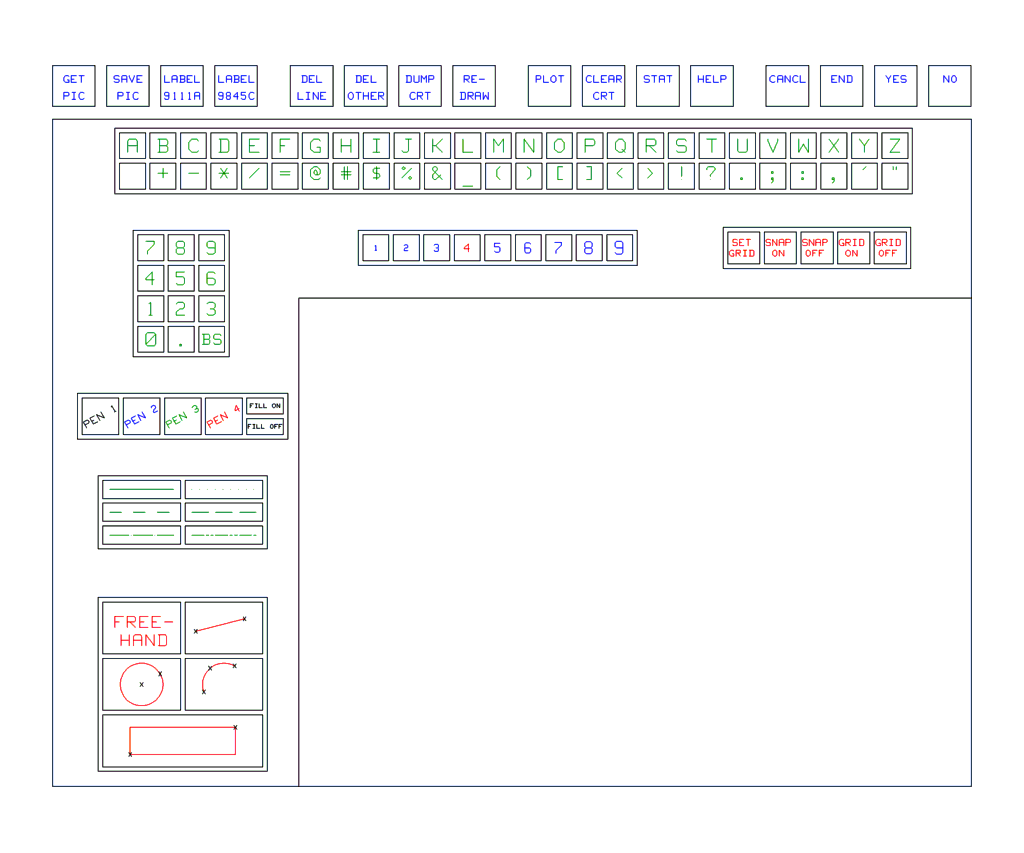 GET SAVE LABEL LABEL DEL DEL DUMP RE- PLOT CLEAR STAT HELP CANCL END YES NO
PIC PIC 9111A 9845C LINE OTHER CRT DRAW CRT
A B C D E F G H I J K L M N O P Q R S T U V W X Y Z
+ - * / = @ # $ % & _ ( ) [ ] < > ! ? . ; : , ´ "
7 8 9 1 2 3 4 5 6 7 8 9 SET SNAP SNAP GRID GRID
GRID ON OFF ON OFF
4 5 6
1 2 3
0 . BS
PEN 1 PEN 2 PEN 3 PEN 4 FILL ON
FILL OFF
FREE-
HAND